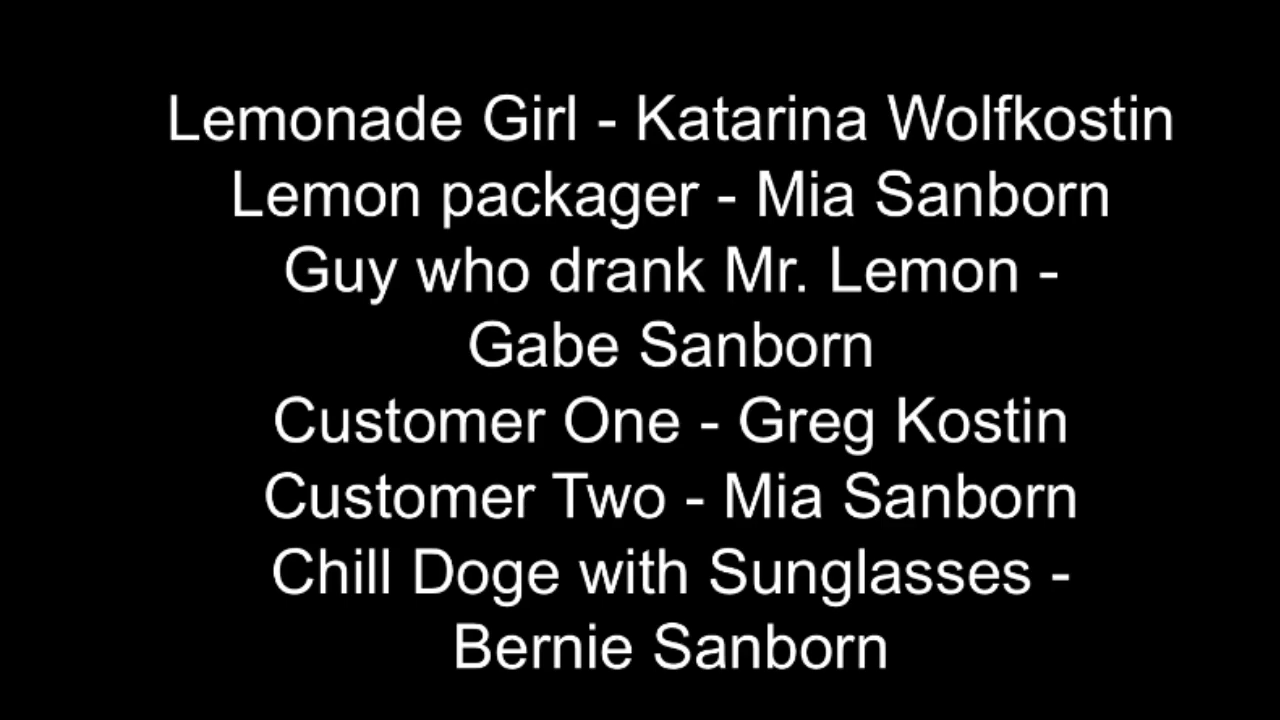 Lemonade Girl - Katarina Wolfkostin
Lemon packager - Mia Sanborn
Guy who drank Mr. Lemon -
Gabe Sanborn
Customer One - Greg Kostin
Customer Two - Mia Sanborn
Chill Doge with Sunglasses -
Bernie Sanborn